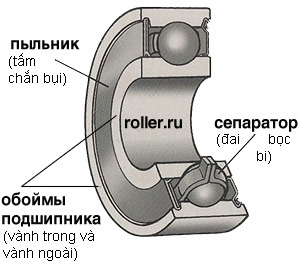 пыльник
(tấm
chắn bụi)
roller.ru
сепаратор
(đai bọc
bi)
обоймы
подшипника
(vành trong và
vành ngoài)